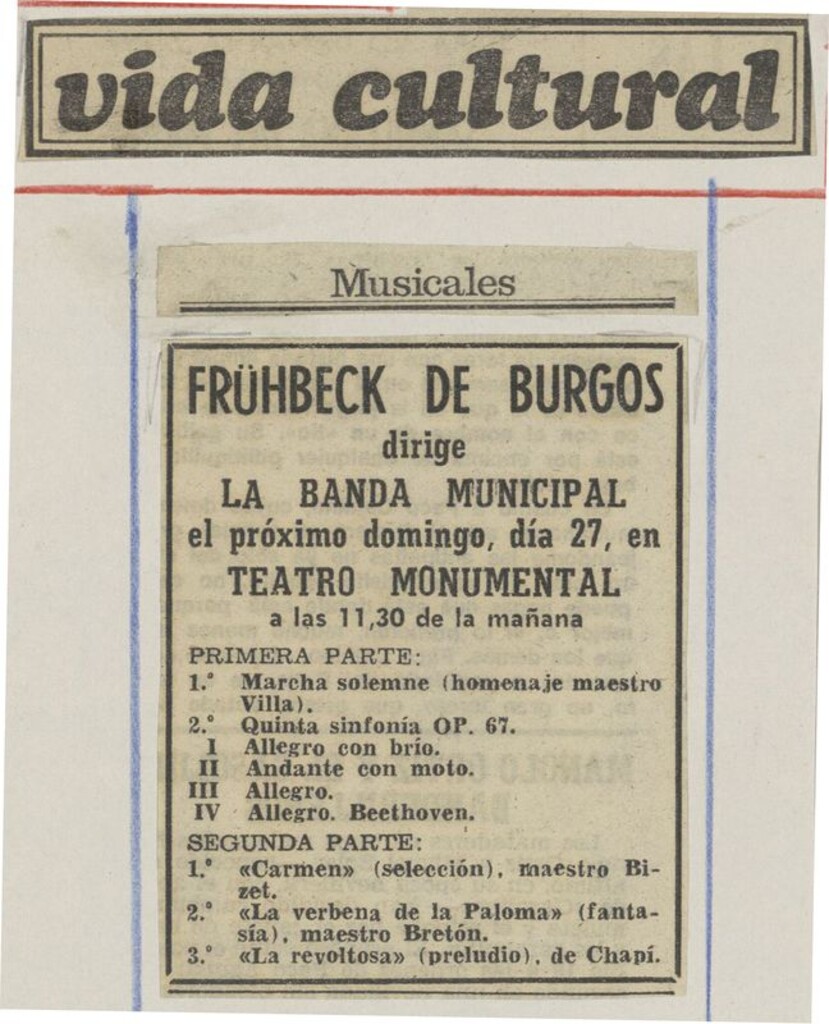 vida cultural
Musicales
FRÜHBECK DE BURGOS
dirige
LA BANDA MUNICIPAL
el próximo domingo, día 27, en
TEATRO MONUMENTAL
a las 11,30 de la mañana
PRIMERA PARTE:
1.º Marcha solemne (homenaje maestro
Villa).
2.º Quinta sinfonía OP. 67.
I Allegro con brío.
II Andante con moto.
III Allegro.
IV Allegro. Beethoven.
SEGUNDA PARTE:
1.º «Carmen» (selección), maestro Bi-
zet.
2.º «La verbena de la Paloma» (fanta-
sía), maestro Bretón.
3.º «La revoltosa» (preludio), de Chapí.